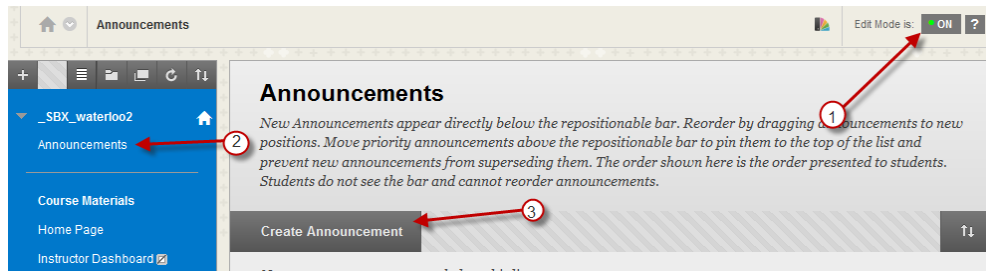 Announcements
Edit Mode is: ON ?
1
_SBX_waterloo2
Announcements
2
Course Materials
Home Page
Instructor Dashboard
Announcements
New Announcements appear directly below the repositionable bar. Reorder by dragging announcements to new
positions. Move priority announcements above the repositionable bar to pin them to the top of the list and
prevent new announcements from superseding them. The order shown here is the order presented to students.
Students do not see the bar and cannot reorder announcements.
3
Create Announcement